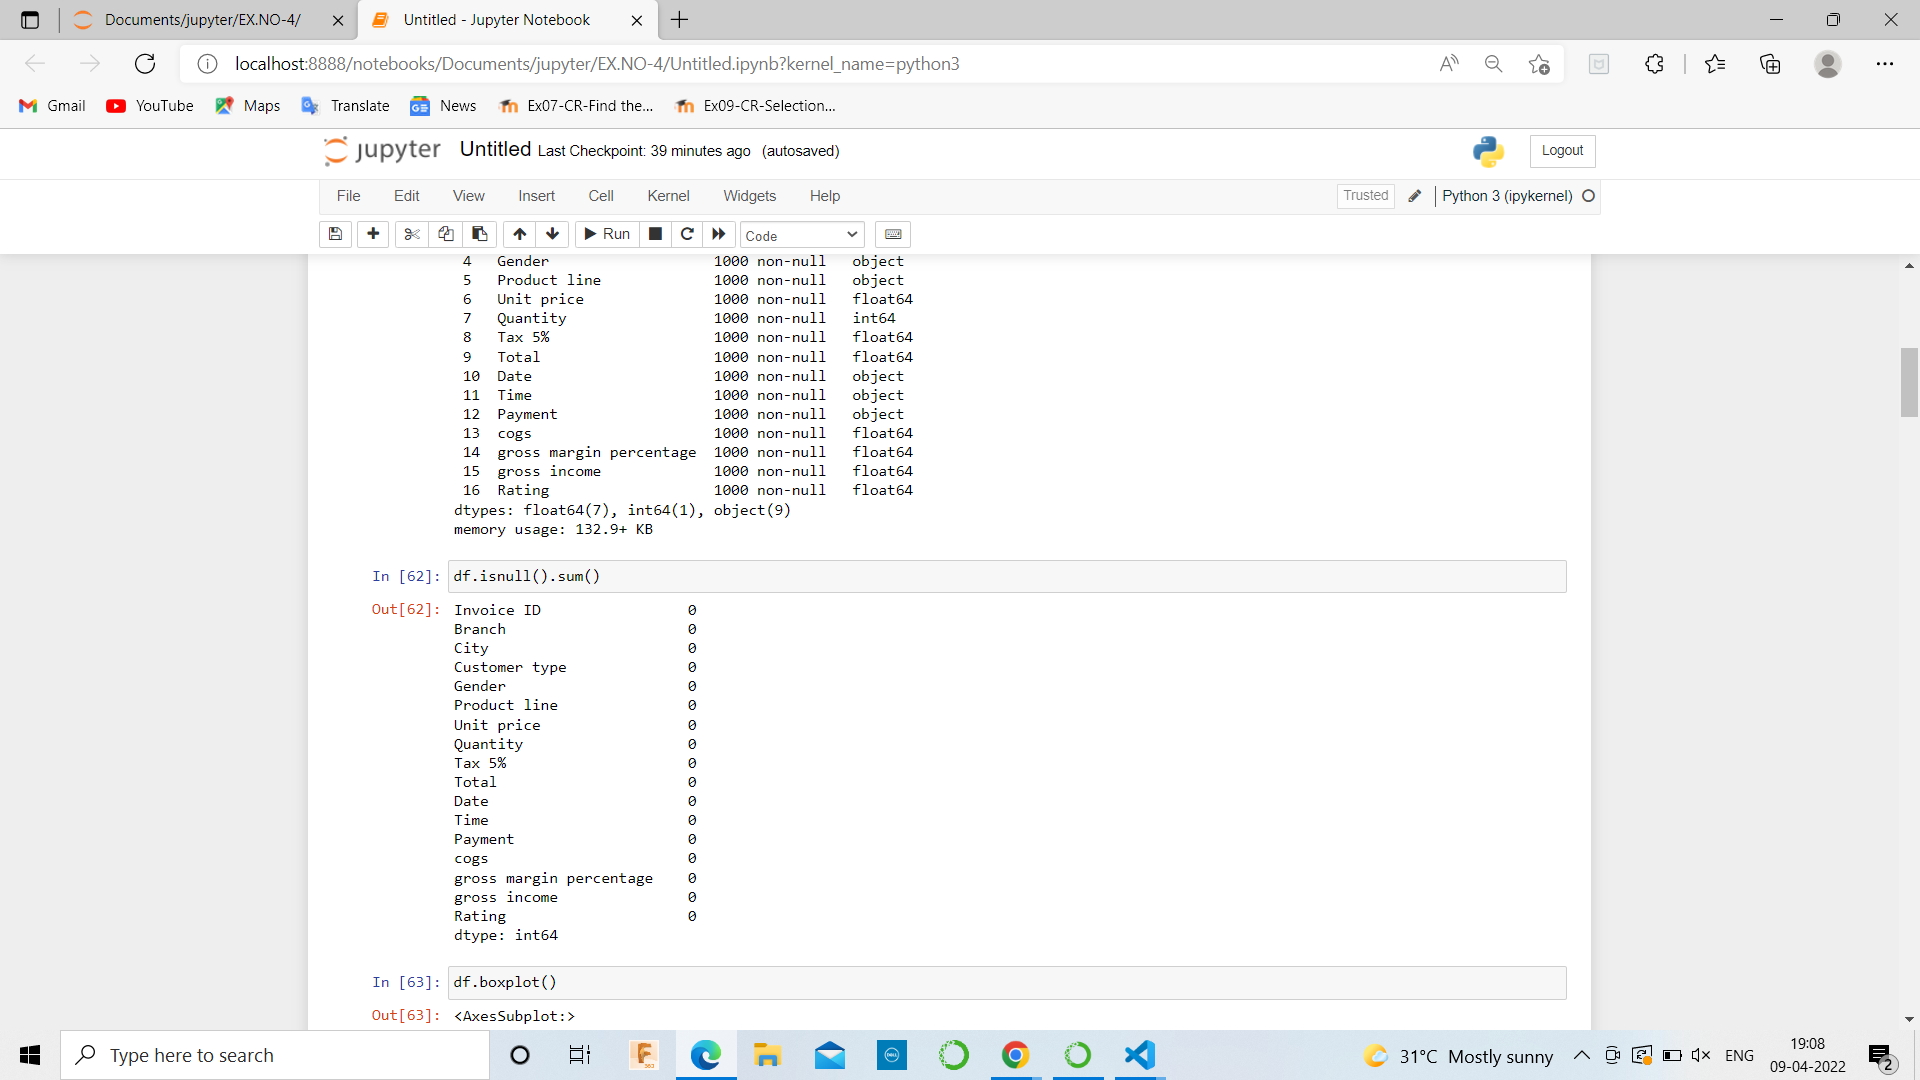 Documents/jupyter/EX.NO-4/
Untitled - Jupyter Notebook
localhost:8888/notebooks/Documents/jupyter/EX.NO-4/Untitled.ipynb?kernel_name=python3
Gmail YouTube Maps Translate News Ex07-CR-Find the... Ex09-CR-Selection...
jupyter Untitled Last Checkpoint: 39 minutes ago (autosaved) Logout
File Edit View Insert Cell Kernel Widgets Help Trusted Python 3 (ipykernel)
Run Code
4 Gender 1000 non-null object
5 Product line 1000 non-null object
6 Unit price 1000 non-null float64
7 Quantity 1000 non-null int64
8 Tax 5% 1000 non-null float64
9 Total 1000 non-null float64
10 Date 1000 non-null object
11 Time 1000 non-null object
12 Payment 1000 non-null object
13 cogs 1000 non-null float64
14 gross margin percentage 1000 non-null float64
15 gross income 1000 non-null float64
16 Rating 1000 non-null float64
dtypes: float64(7), int64(1), object(9)
memory usage: 132.9+ KB
In [62]: df.isnull().sum()
Out[62]: Invoice ID 0
Branch 0
City 0
Customer type 0
Gender 0
Product line 0
Unit price 0
Quantity 0
Tax 5% 0
Total 0
Date 0
Time 0
Payment 0
cogs 0
gross margin percentage 0
gross income 0
Rating 0
dtype: int64
In [63]: df.boxplot()
Out[63]: <AxesSubplot:>
Type here to search 31°C Mostly sunny ENG 19:08
09-04-2022 2